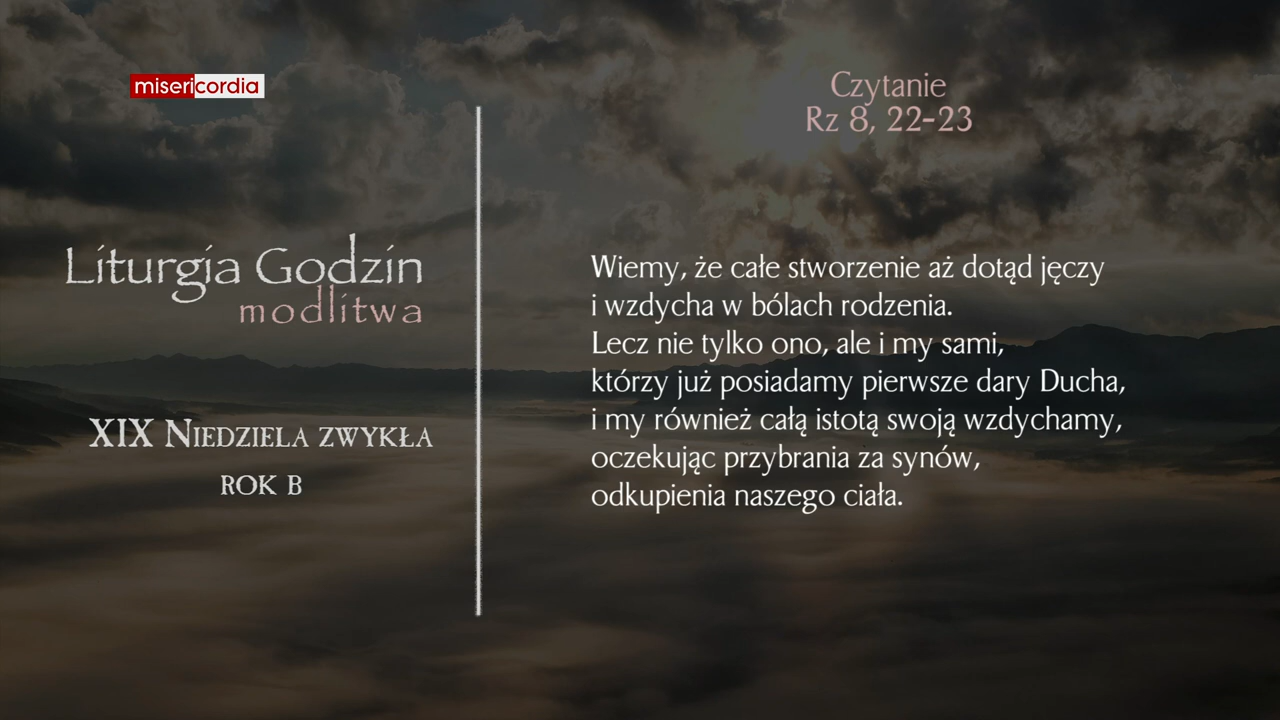 misericordia
Liturgia Godzin
modlitwa
XIX Niedziela zwykła
rok B
Czytanie
Rz 8, 22-23
Wiemy, że całe stworzenie aż dotąd jęczy
i wzdycha w bólach rodzenia.
Lecz nie tylko ono, ale i my sami,
którzy już posiadamy pierwsze dary Ducha,
i my również całą istotą swoją wzdychamy,
oczekując przybrania za synów,
odkupienia naszego ciała.